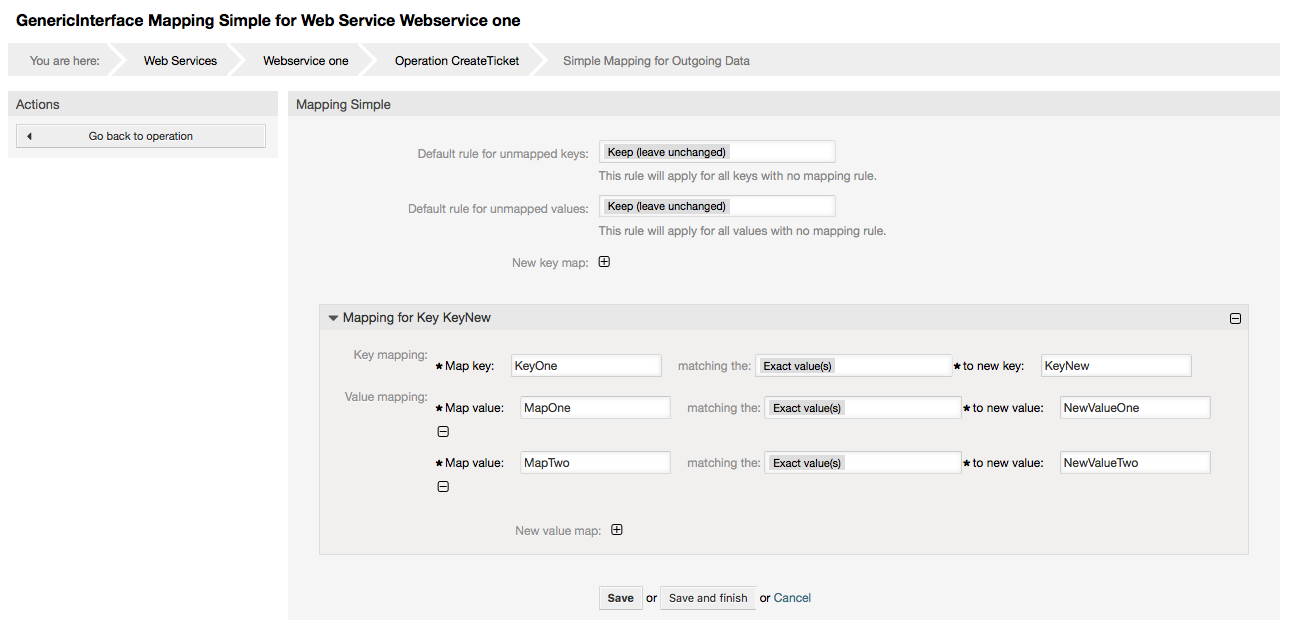 GenericInterface Mapping Simple for Web Service Webservice one
You are here: Web Services Webservice one Operation CreateTicket Simple Mapping for Outgoing Data
Actions
Go back to operation
Mapping Simple
Default rule for unmapped keys: Keep (leave unchanged)
This rule will apply for all keys with no mapping rule.
Default rule for unmapped values: Keep (leave unchanged)
This rule will apply for all values with no mapping rule.
New key map:
Mapping for Key KeyNew
Key mapping: * Map key: KeyOne matching the: Exact value(s) * to new key: KeyNew
Value mapping: * Map value: MapOne matching the: Exact value(s) * to new value: NewValueOne
* Map value: MapTwo matching the: Exact value(s) * to new value: NewValueTwo
New value map:
Save or Save and finish or Cancel